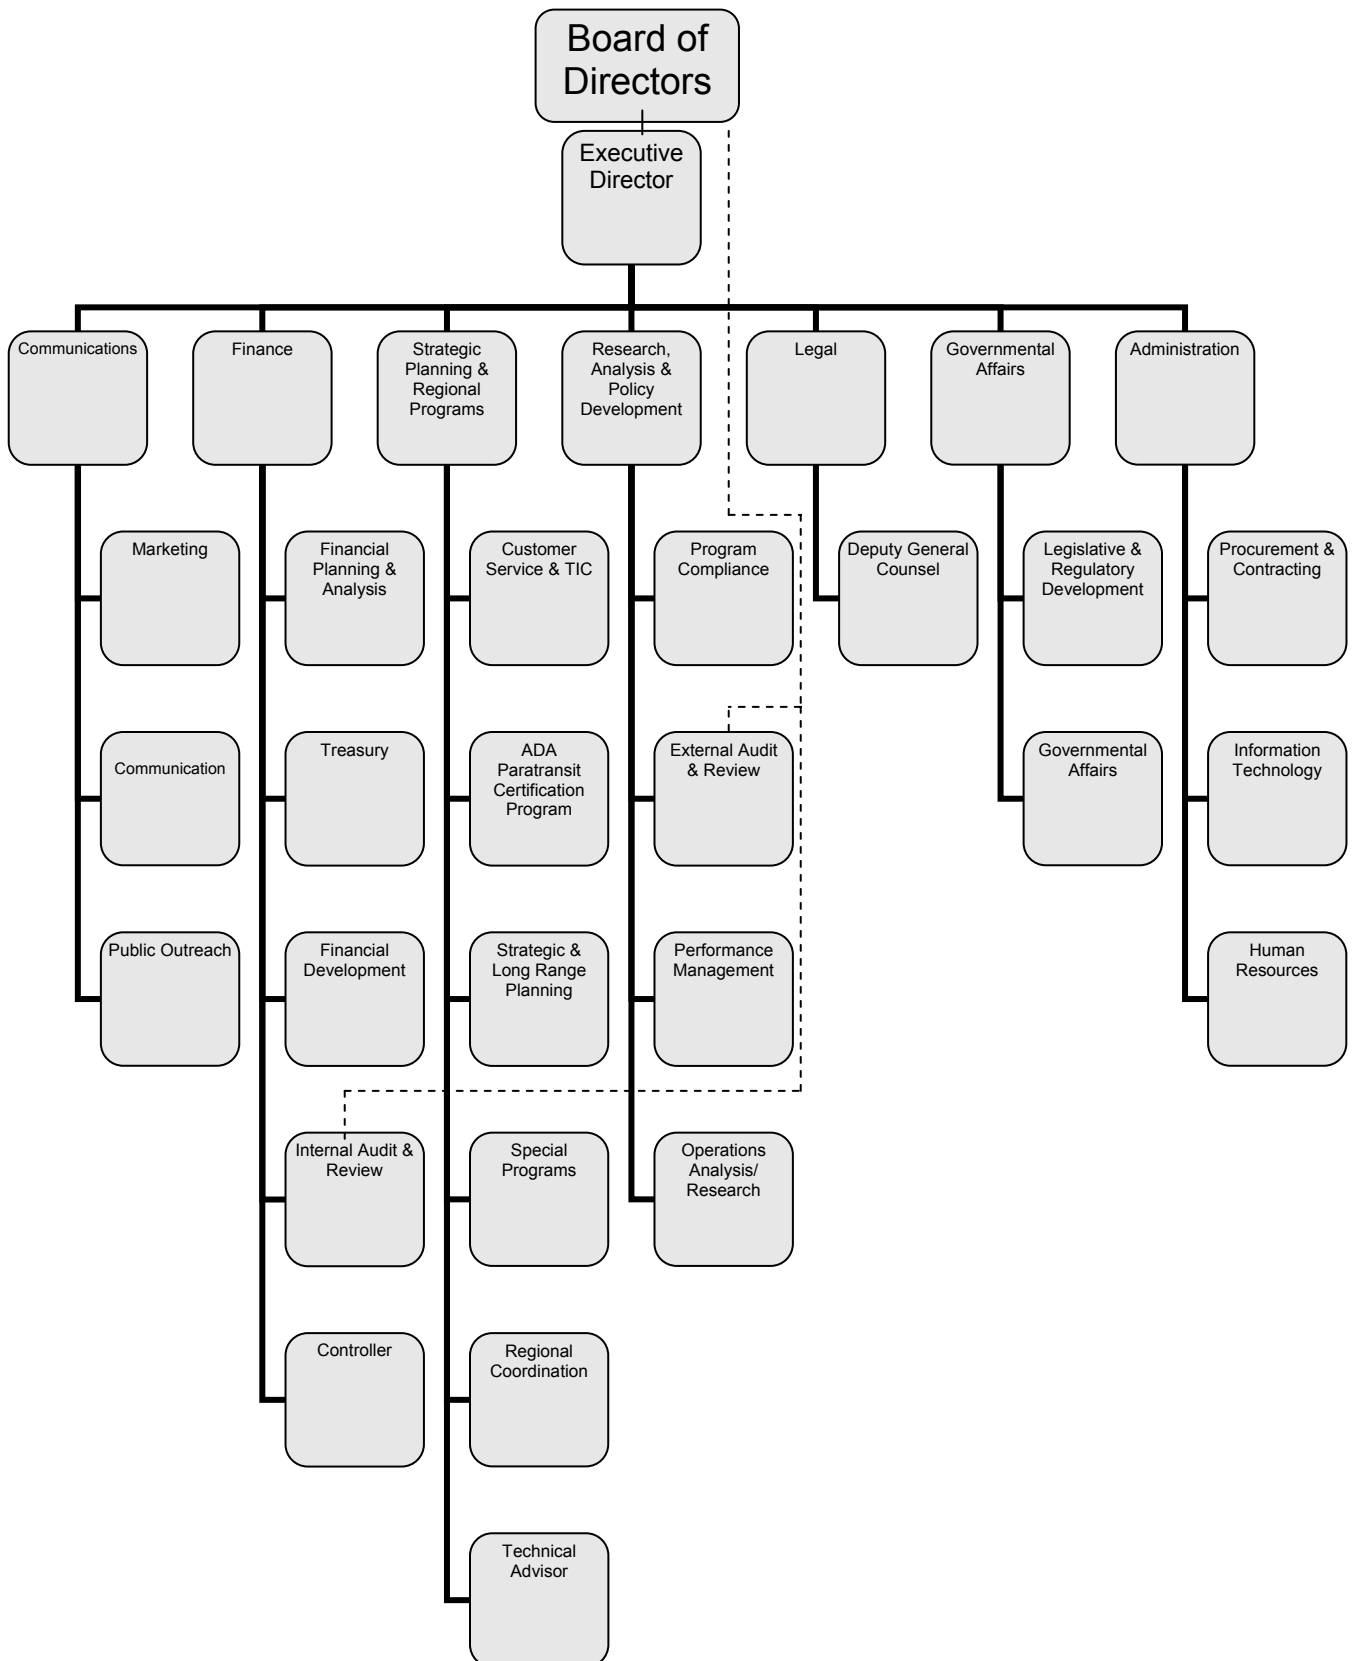 Board of
Directors
Executive
Director
Communications
Finance
Strategic
Planning &
Regional
Programs
Research,
Analysis &
Policy
Development
Legal
Governmental
Affairs
Administration
Marketing
Financial
Planning &
Analysis
Customer
Service & TIC
Program
Compliance
Deputy General
Counsel
Legislative &
Regulatory
Development
Procurement &
Contracting
Communication
Treasury
ADA
Paratransit
Certification
Program
External Audit
& Review
Governmental
Affairs
Information
Technology
Public Outreach
Financial
Development
Strategic &
Long Range
Planning
Performance
Management
Human
Resources
Internal Audit &
Review
Special
Programs
Operations
Analysis/
Research
Controller
Regional
Coordination
Technical
Advisor